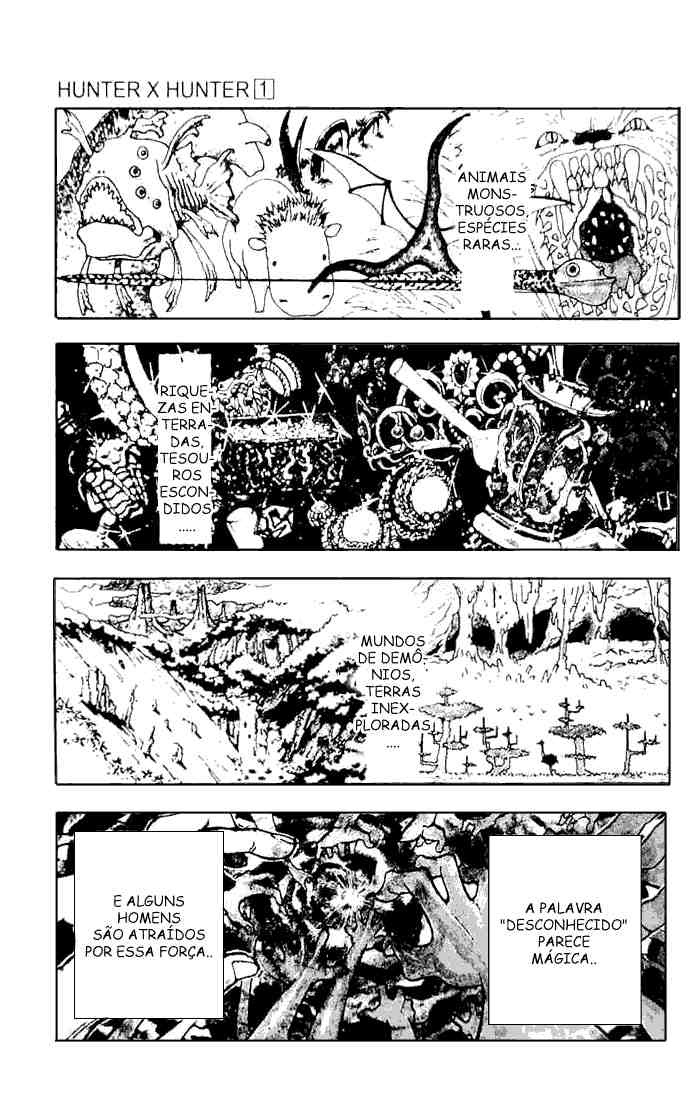 HUNTER X HUNTER 1
ANIMAIS
MONS-
TRUOSOS,
ESPÉCIES
RARAS...
RIQUE-
ZAS EN
TERRA-
DAS,
TESOU-
ROS
ESCON-
DIDOS
.....
MUNDOS
DE DEMÔ-
NIOS,
TERRAS
INEX-
PLORADAS
....
A PALAVRA
"DESCONHECIDO"
PARECE
MÁGICA..
E ALGUNS
HOMENS
SÃO ATRAÍDOS
POR ESSA FORÇA..